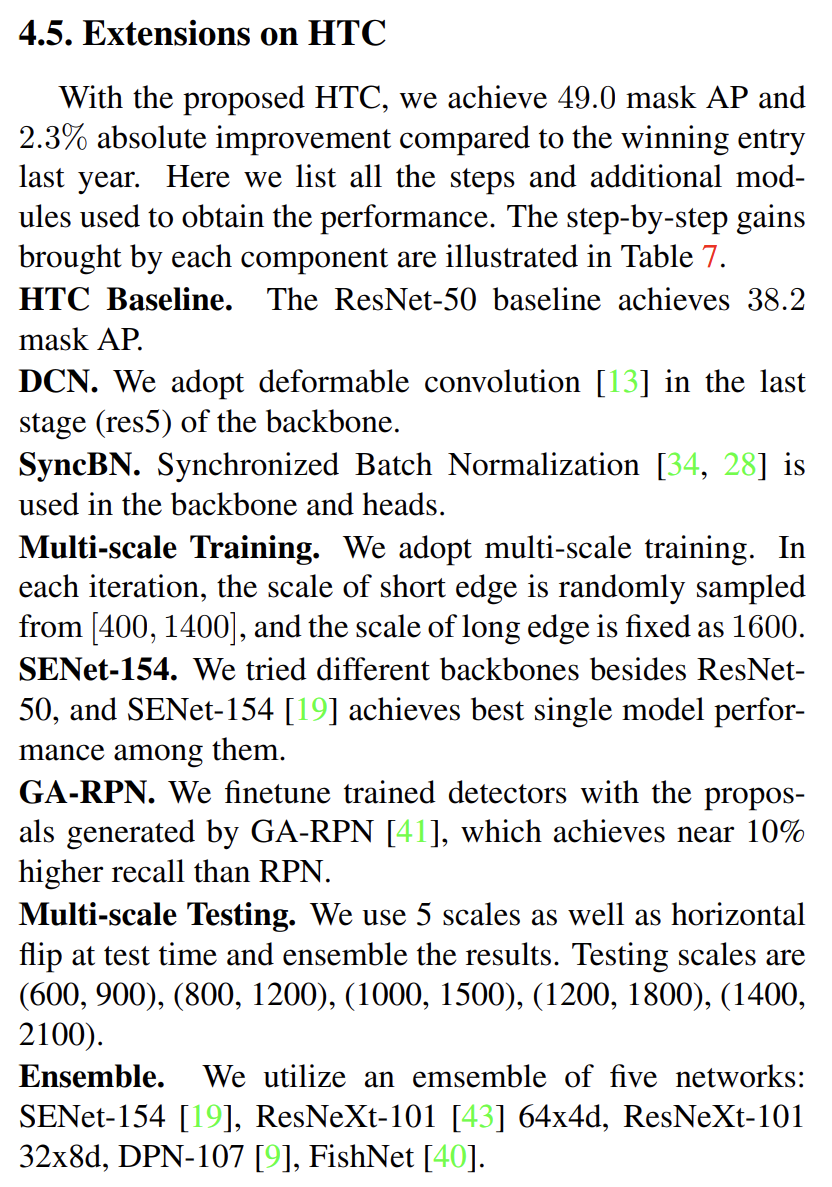 4.5. Extensions on HTC
With the proposed HTC, we achieve 49.0 mask AP and
2.3% absolute improvement compared to the winning entry
last year. Here we list all the steps and additional mod-
ules used to obtain the performance. The step-by-step gains
brought by each component are illustrated in Table 7.
HTC Baseline. The ResNet-50 baseline achieves 38.2
mask AP.
DCN. We adopt deformable convolution [13] in the last
stage (res5) of the backbone.
SyncBN. Synchronized Batch Normalization [34, 28] is
used in the backbone and heads.
Multi-scale Training. We adopt multi-scale training. In
each iteration, the scale of short edge is randomly sampled
from [400, 1400], and the scale of long edge is fixed as 1600.
SENet-154. We tried different backbones besides ResNet-
50, and SENet-154 [19] achieves best single model perfor-
mance among them.
GA-RPN. We finetune trained detectors with the propos-
als generated by GA-RPN [41], which achieves near 10%
higher recall than RPN.
Multi-scale Testing. We use 5 scales as well as horizontal
flip at test time and ensemble the results. Testing scales are
(600, 900), (800, 1200), (1000, 1500), (1200, 1800), (1400,
2100).
Ensemble. We utilize an emsemble of five networks:
SENet-154 [19], ResNeXt-101 [43] 64x4d, ResNeXt-101
32x8d, DPN-107 [9], FishNet [40].